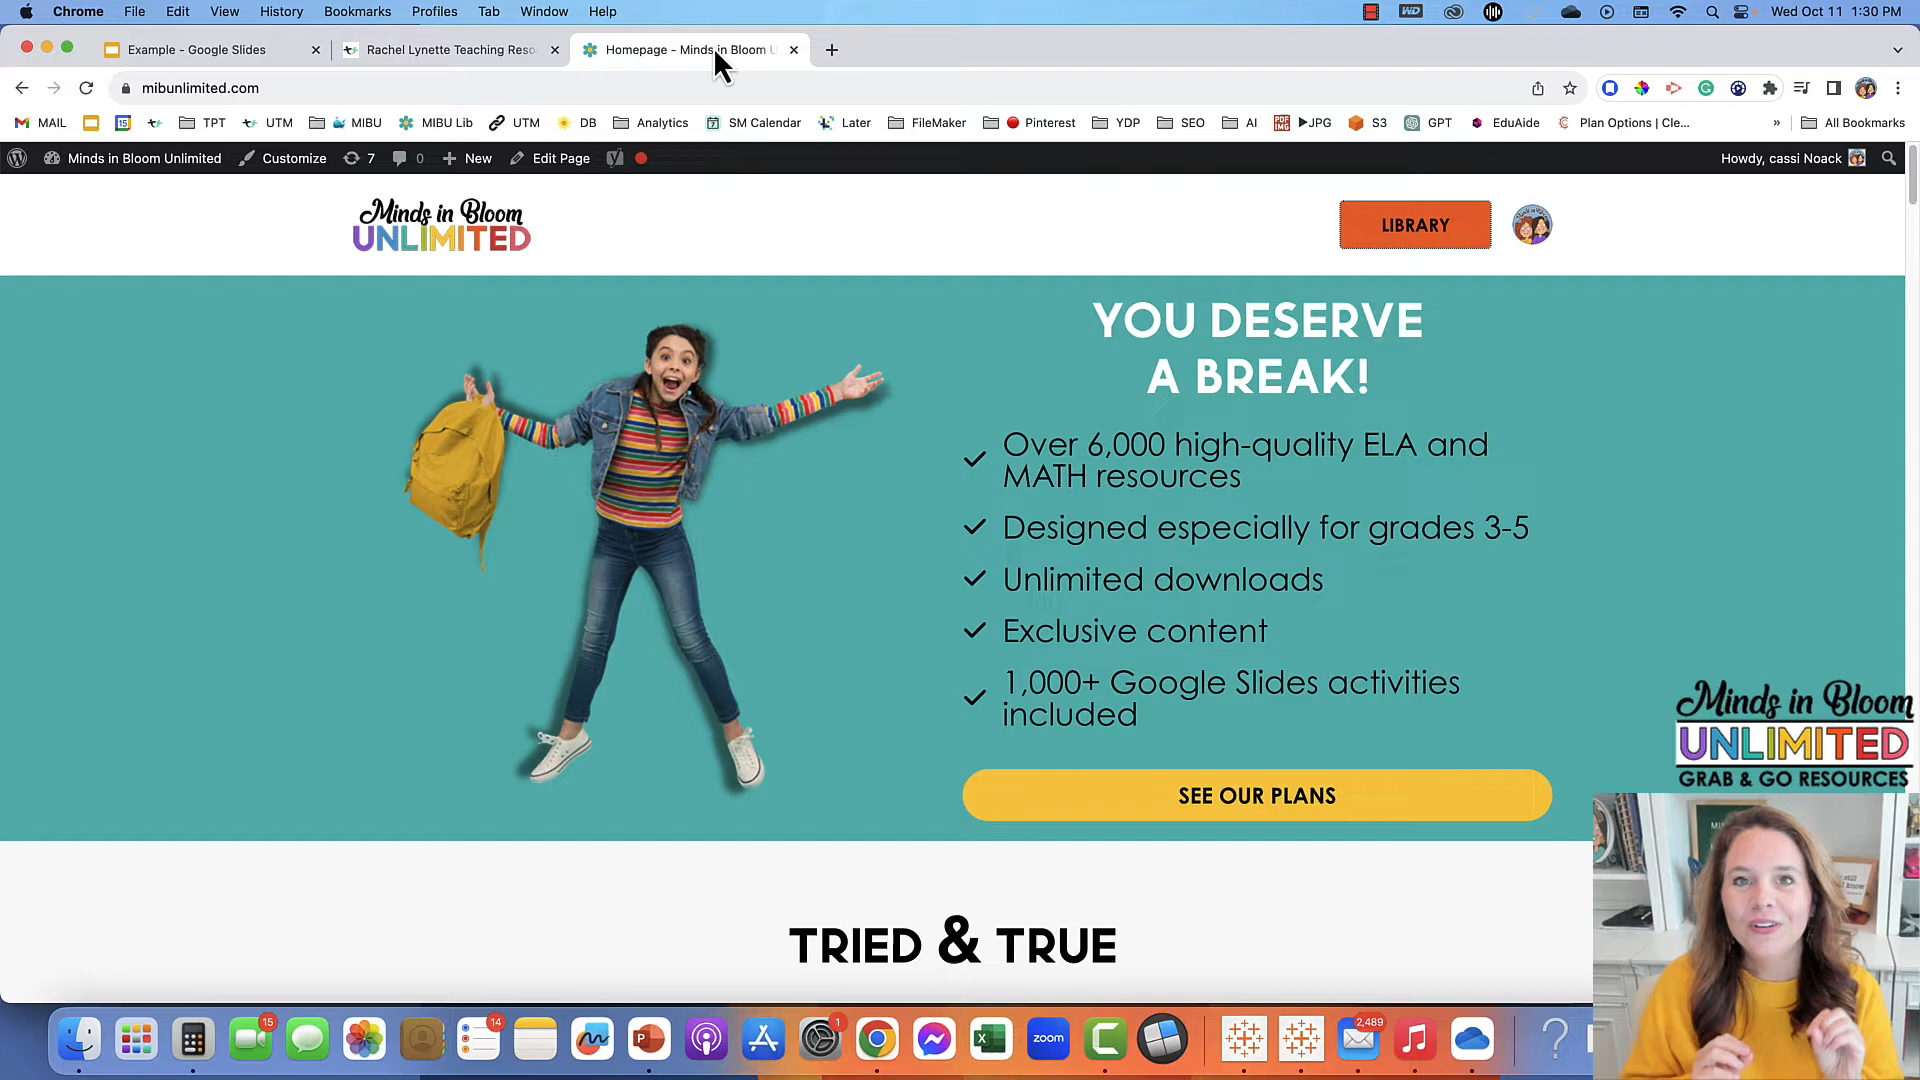 Chrome File Edit View History Bookmarks Profiles Tab Window Help Wed Oct 11 1:30 PM
Example - Google Slides Rachel Lynette Teaching Reso Homepage - Minds in Bloom U
mibunlimited.com
MAIL 15 TPT UTM MIBU MIBU Lib UTM DB Analytics 7 SM Calendar Later FileMaker Pinterest YDP SEO AI PDF IMG ▶JPG S3 GPT EduAide Plan Options | Cle... » All Bookmarks
Minds in Bloom Unlimited Customize 7 0 New Edit Page Howdy, cassi Noack
Minds in Bloom
UNLIMITED
LIBRARY
YOU DESERVE
A BREAK!
Over 6,000 high-quality ELA and
MATH resources
Designed especially for grades 3-5
Unlimited downloads
Exclusive content
1,000+ Google Slides activities
included
SEE OUR PLANS
Minds in Bloom
UNLIMITED
GRAB & GO RESOURCES
TRIED & TRUE
15 14 1 zoom 2,489